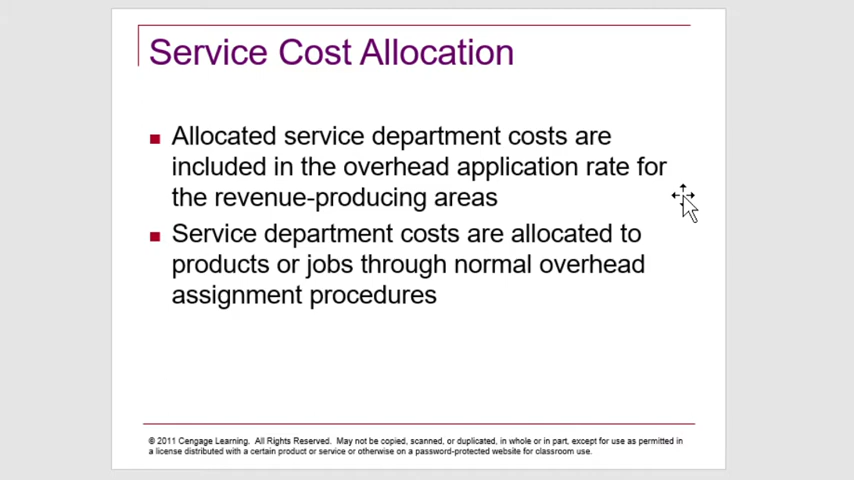 Service Cost Allocation
Allocated service department costs are
included in the overhead application rate for
the revenue-producing areas
Service department costs are allocated to
products or jobs through normal overhead
assignment procedures
© 2011 Cengage Learning. All Rights Reserved. May not be copied, scanned, or duplicated, in whole or in part, except for use as permitted in
a license distributed with a certain product or service or otherwise on a password-protected website for classroom use.